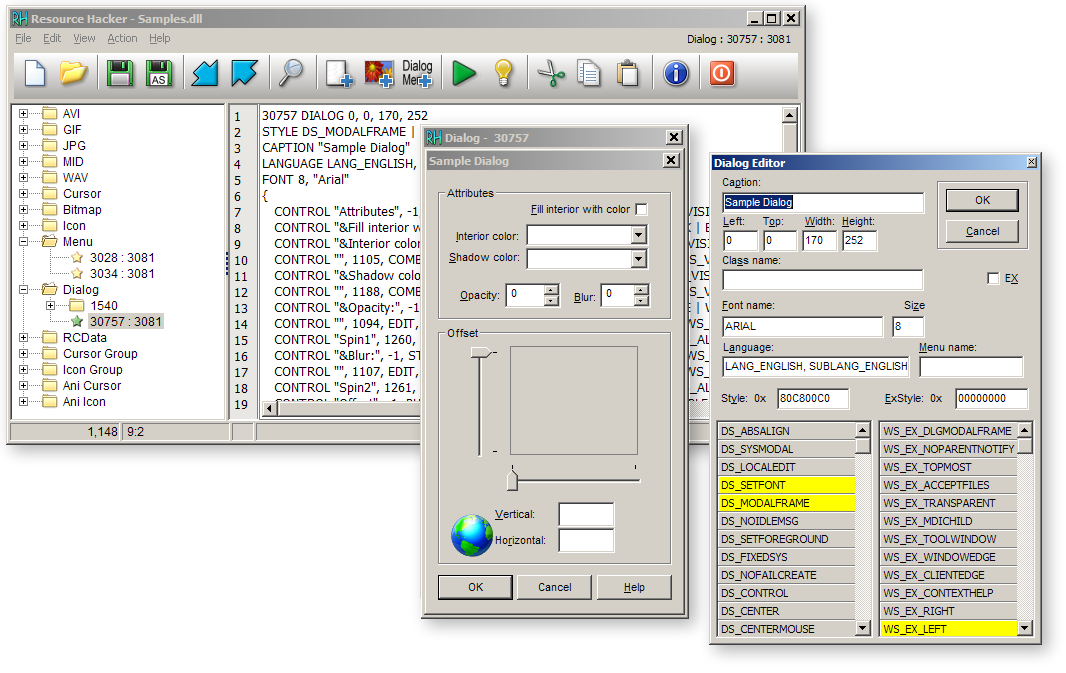 Resource Hacker - Samples.dll
File Edit View Action Help
Dialog : 30757 : 3081
AS
Dialog
Menu
AVI
GIF
JPG
MID
WAV
Cursor
Bitmap
Icon
Menu
3028 : 3081
3034 : 3081
Dialog
1540
30757 : 3081
RCData
Cursor Group
Icon Group
Ani Cursor
Ani Icon
1 30757 DIALOG 0, 0, 170, 252
2 STYLE DS_MODALFRAME |
3 CAPTION "Sample Dialog"
4 LANGUAGE LANG_ENGLISH,
5 FONT 8, "Arial"
6 {
7 CONTROL "Attributes", -1,
8 CONTROL "&Fill interior w
9 CONTROL "&Interior color
10 CONTROL "", 1105, COMB
11 CONTROL "&Shadow colo
12 CONTROL "", 1188, COMB
13 CONTROL "&Opacity:", -1
14 CONTROL "", 1094, EDIT,
15 CONTROL "Spin1", 1260,
16 CONTROL "&Blur:", -1, ST
17 CONTROL "", 1107, EDIT,
18 CONTROL "Spin2", 1261,
19
1,148 9:2
RH Dialog - 30757
Sample Dialog
Attributes
Fill interior with color
Interior color:
Shadow color:
Opacity: 0 Blur: 0
Offset
Vertical:
Horizontal:
OK Cancel Help
Dialog Editor
Caption:
Sample Dialog
OK
Cancel
Left: Top: Width: Height:
0 0 170 252
Class name:
EX
Font name: Size
ARIAL 8
Language: Menu name:
LANG_ENGLISH, SUBLANG_ENGLISH
Style: 0x 80C800C0 ExStyle: 0x 00000000
DS_ABSALIGN
DS_SYSMODAL
DS_LOCALEDIT
DS_SETFONT
DS_MODALFRAME
DS_NOIDLEMSG
DS_SETFOREGROUND
DS_FIXEDSYS
DS_NOFAILCREATE
DS_CONTROL
DS_CENTER
DS_CENTERMOUSE
WS_EX_DLGMODALFRAME
WS_EX_NOPARENTNOTIFY
WS_EX_TOPMOST
WS_EX_ACCEPTFILES
WS_EX_TRANSPARENT
WS_EX_MDICHILD
WS_EX_TOOLWINDOW
WS_EX_WINDOWEDGE
WS_EX_CLIENTEDGE
WS_EX_CONTEXTHELP
WS_EX_RIGHT
WS_EX_LEFT